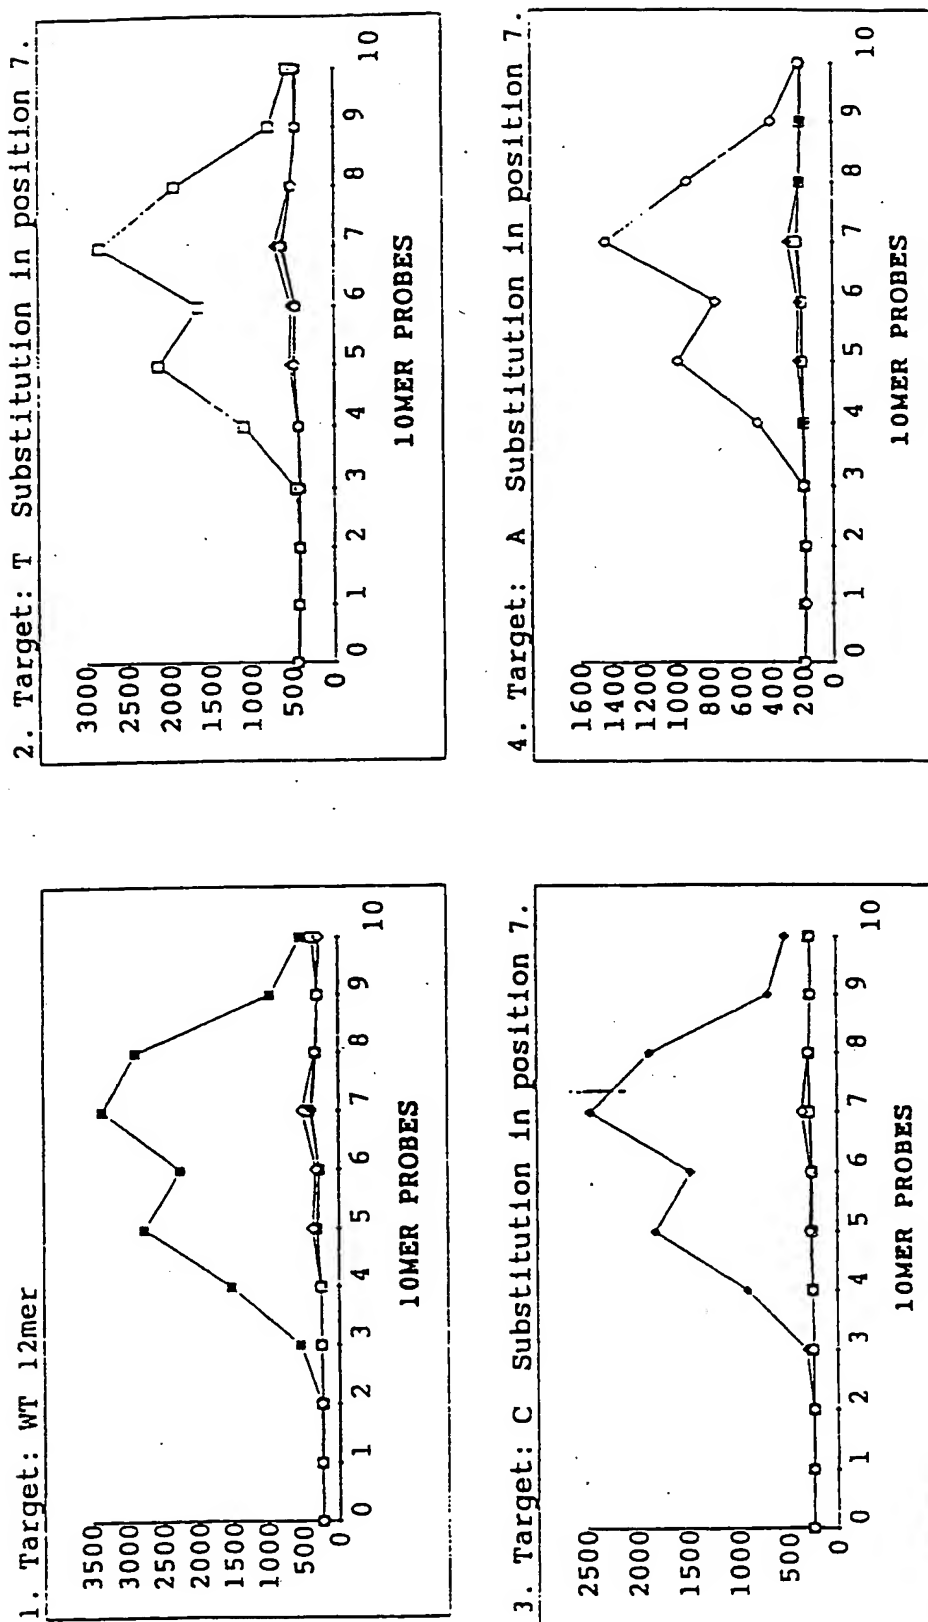 1. Target: WT 12mer
3500
3000
2500
2000
1500
1000
500
0
0 1 2 3 4 5 6 7 8 9 10
10MER PROBES
2. Target: T Substitution in position 7.
3000
2500
2000
1500
1000
500
0
0 1 2 3 4 5 6 7 8 9 10
10MER PROBES
3. Target: C Substitution in position 7.
2500
2000
1500
1000
500
0
0 1 2 3 4 5 6 7 8 9 10
10MER PROBES
4. Target: A Substitution in position 7.
1600
1400
1200
1000
800
600
400
200
0
0 1 2 3 4 5 6 7 8 9 10
10MER PROBES